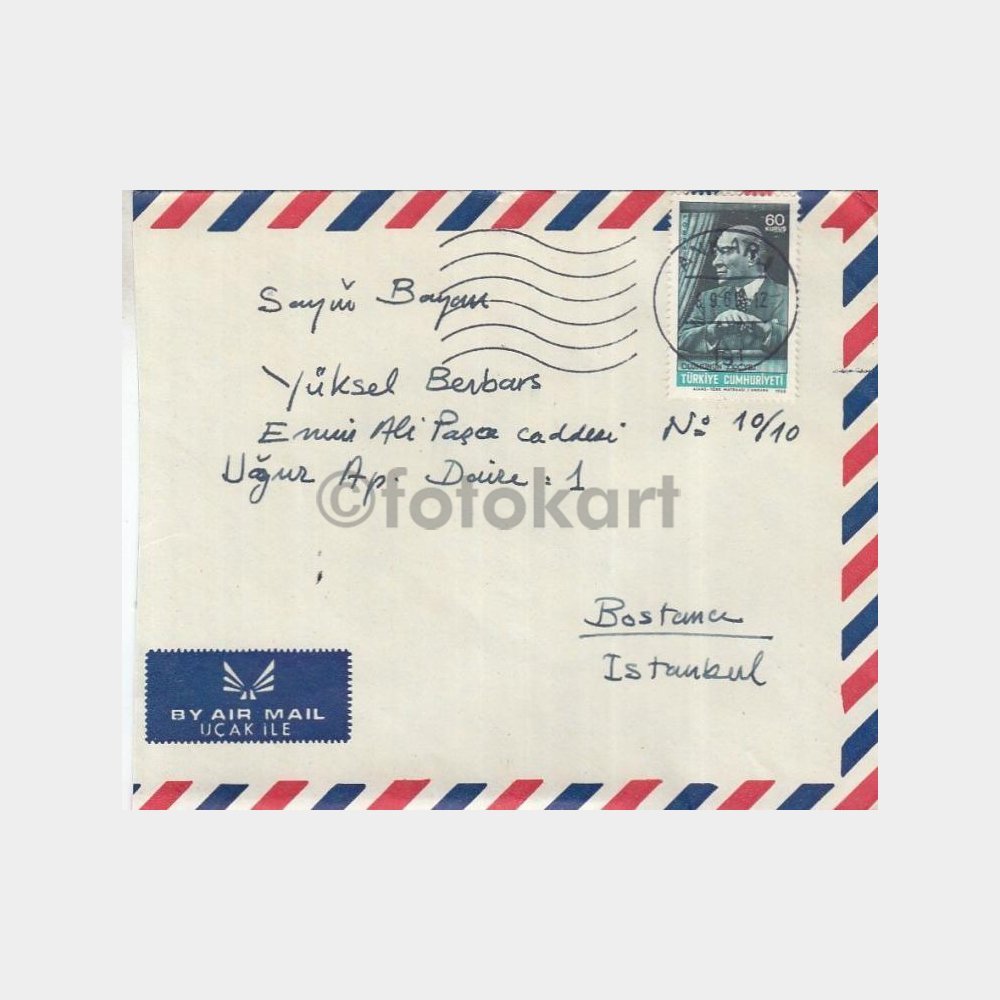 60
KURUŞ
ANKARA
TÜRKİYE CUMHURİYETİ
Sayın Bayan
Yüksel Berbars
Emin Ali Paşa caddesi No 10/10
Uğur Ap. Daire : 1
©fotokart
Bostancı
Istanbul
BY AIR MAIL
UÇAK İLE